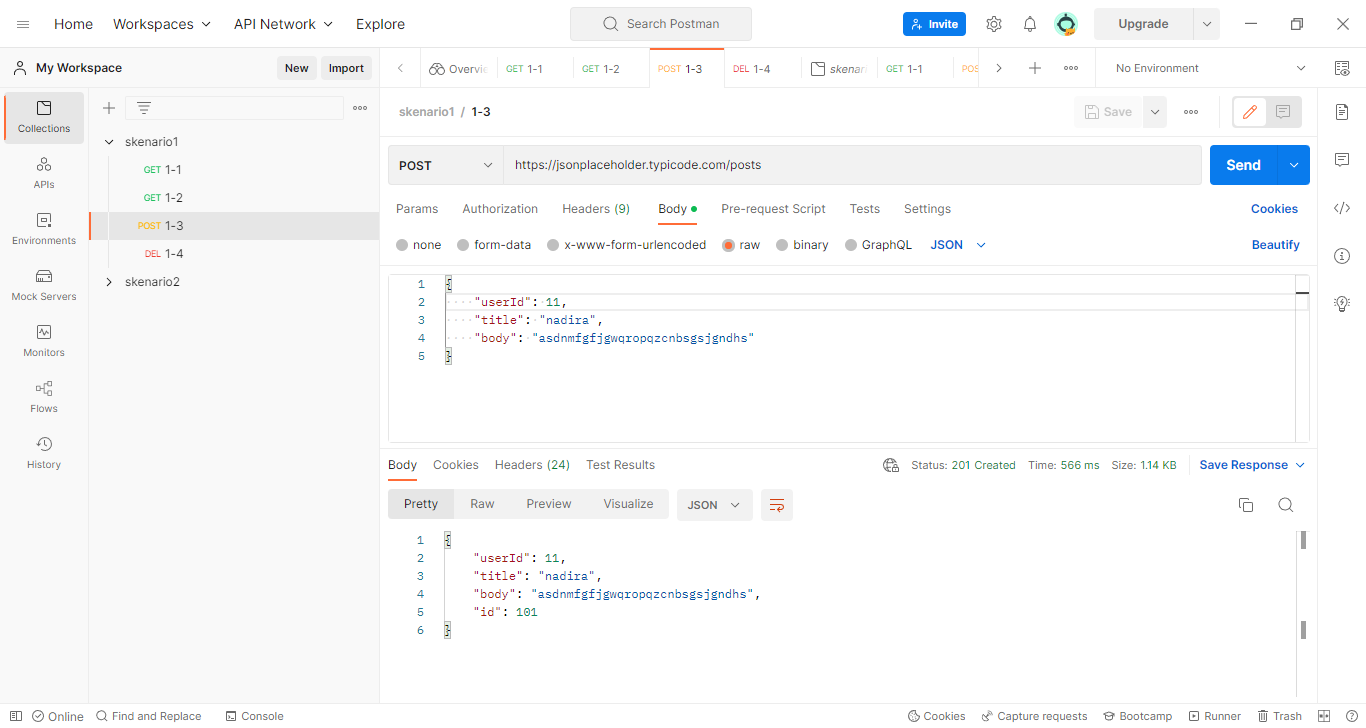 Home Workspaces API Network Explore Search Postman Invite Upgrade
My Workspace New Import Overvie GET 1-1 GET 1-2 POST 1-3 DEL 1-4 skenar GET 1-1 POS No Environment
Collections
APIs
Environments
Mock Servers
Monitors
Flows
History
skenario1
GET 1-1
GET 1-2
POST 1-3
DEL 1-4
skenario2
skenario1 / 1-3 Save
POST https://jsonplaceholder.typicode.com/posts Send
Params Authorization Headers (9) Body Pre-request Script Tests Settings Cookies
none form-data x-www-form-urlencoded raw binary GraphQL JSON Beautify
1 {
2 "userId": 11,
3 "title": "nadira",
4 "body": "asdnmfgfjgwqropqzcnbsgsjgndhs"
5 }
Body Cookies Headers (24) Test Results Status: 201 Created Time: 566 ms Size: 1.14 KB Save Response
Pretty Raw Preview Visualize JSON
1 {
2 "userId": 11,
3 "title": "nadira",
4 "body": "asdnmfgfjgwqropqzcnbsgsjgndhs",
5 "id": 101
6 }
Online Find and Replace Console Cookies Capture requests Bootcamp Runner Trash